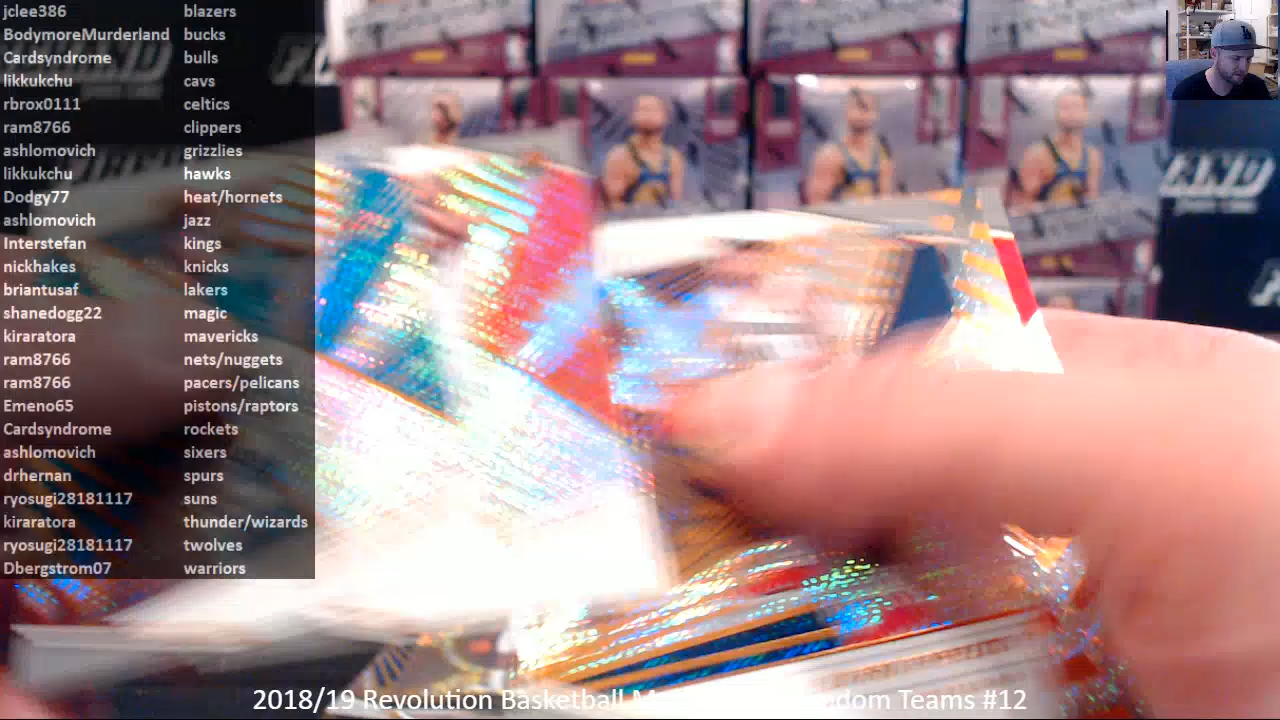 jclee386 blazers
BodymoreMurderland bucks
Cardsyndrome bulls
likkukchu cavs
rbrox0111 celtics
ram8766 clippers
ashlomovich grizzlies
likkukchu hawks
Dodgy77 heat/hornets
ashlomovich jazz
Interstefan kings
nickhakes knicks
briantusaf lakers
shanedogg22 magic
kiraratora mavericks
ram8766 nets/nuggets
ram8766 pacers/pelicans
Emeno65 pistons/raptors
Cardsyndrome rockets
ashlomovich sixers
drhernan spurs
ryosugi28181117 suns
kiraratora thunder/wizards
ryosugi28181117 twolves
Dbergstrom07 warriors
2018/19 Revolution Basketball Teams #12